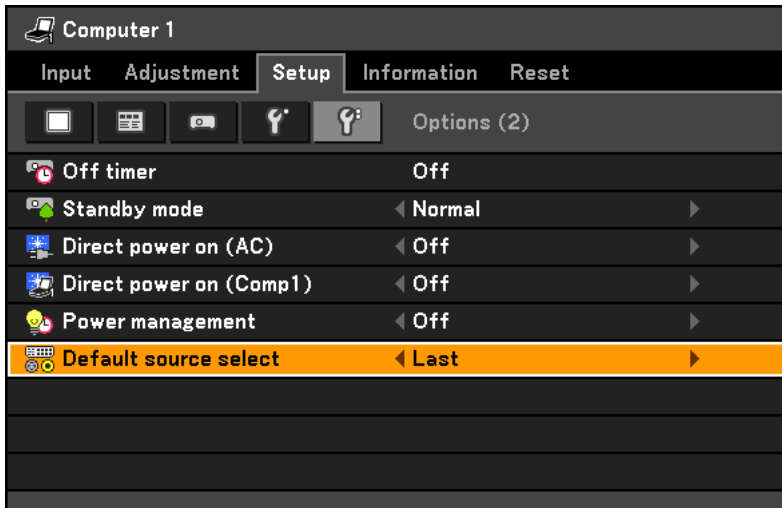 Computer 1
Input Adjustment Setup Information Reset
Options (2)
Off timer Off
Standby mode Normal
Direct power on (AC) Off
Direct power on (Comp1) Off
Power management Off
Default source select Last